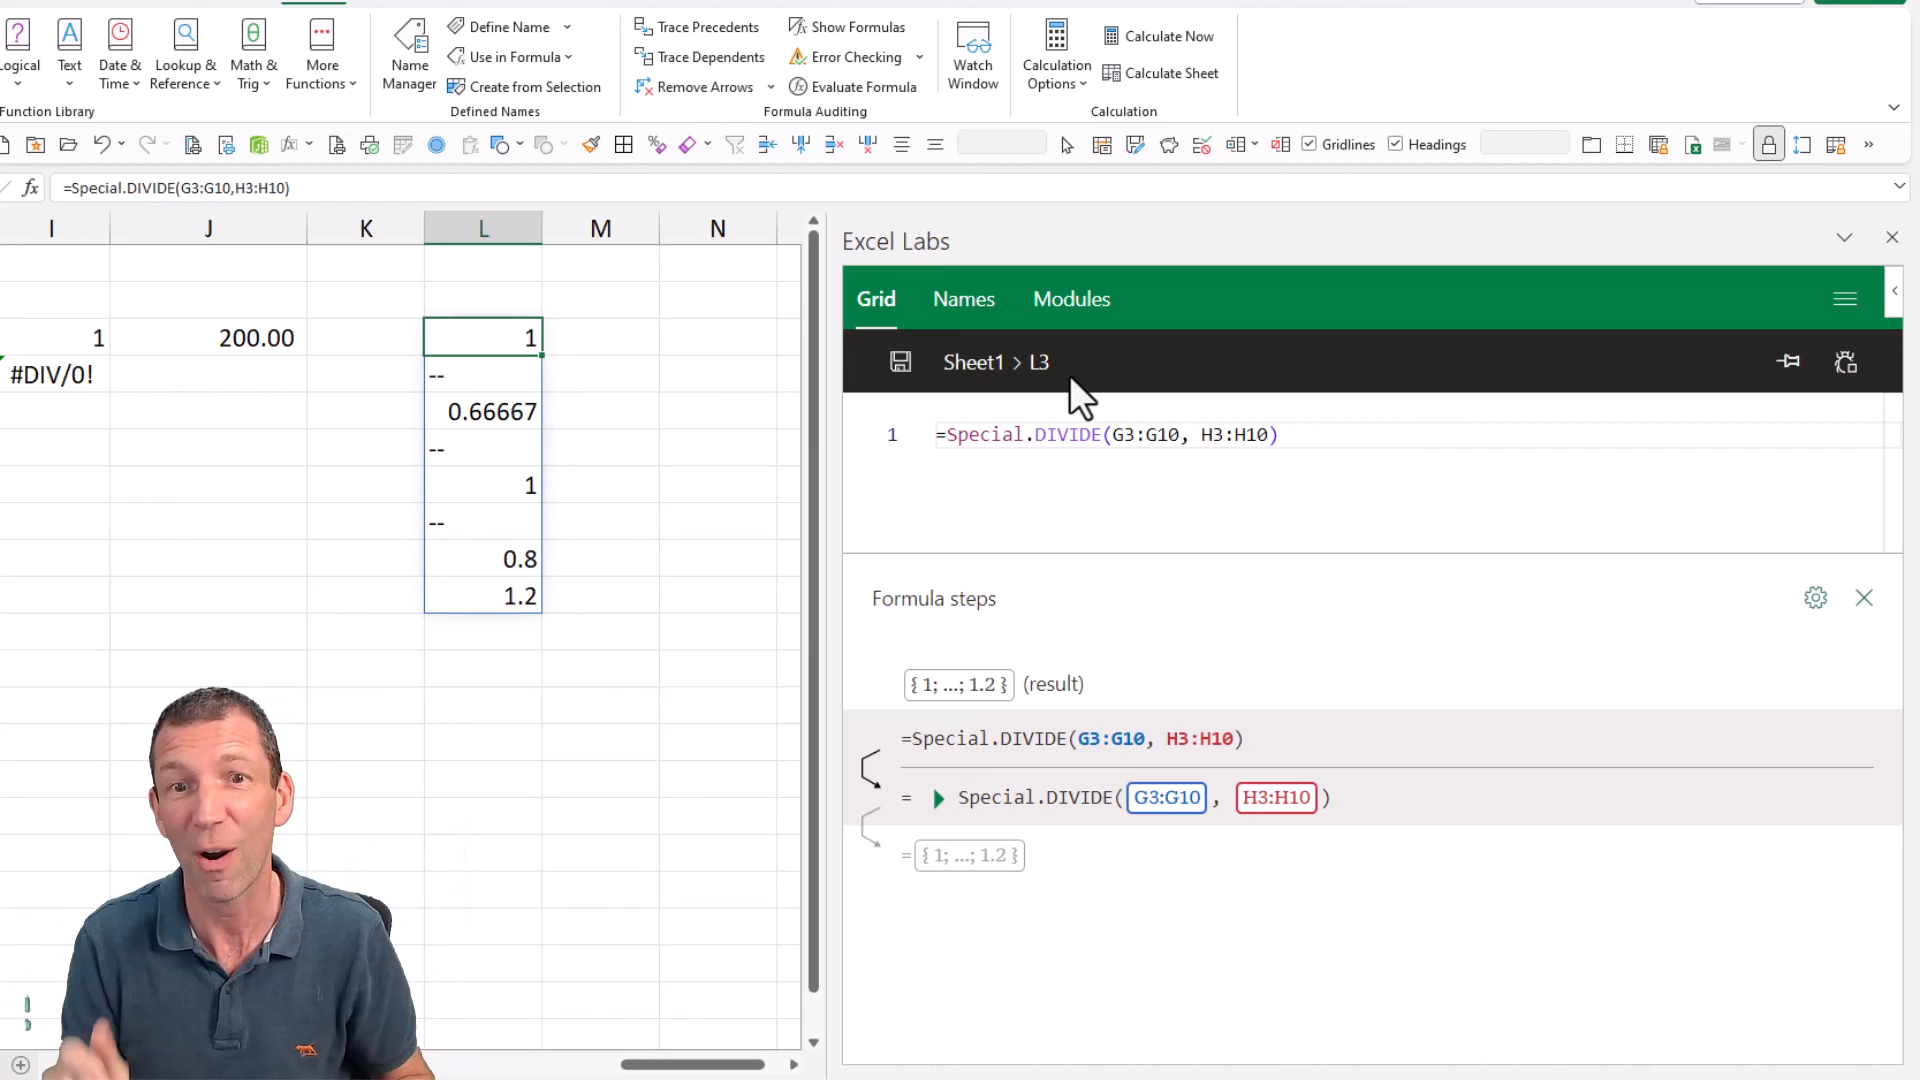 ogical
Text
Date & Time
Lookup & Reference
Math & Trig
More Functions
Function Library
Name Manager
Define Name
Use in Formula
Create from Selection
Defined Names
Trace Precedents
Trace Dependents
Remove Arrows
Show Formulas
Error Checking
Evaluate Formula
Formula Auditing
Watch Window
Calculation Options
Calculate Now
Calculate Sheet
Calculation
Gridlines
Headings
fx =Special.DIVIDE(G3:G10,H3:H10)
I J K L M N
1 200.00 1
#DIV/0! --
0.66667
--
1
--
0.8
1.2
Excel Labs
Grid Names Modules
Sheet1 > L3
1 =Special.DIVIDE(G3:G10, H3:H10)
Formula steps
{ 1; ...; 1.2 } (result)
=Special.DIVIDE(G3:G10, H3:H10)
= Special.DIVIDE( G3:G10 , H3:H10 )
= { 1; ...; 1.2 }